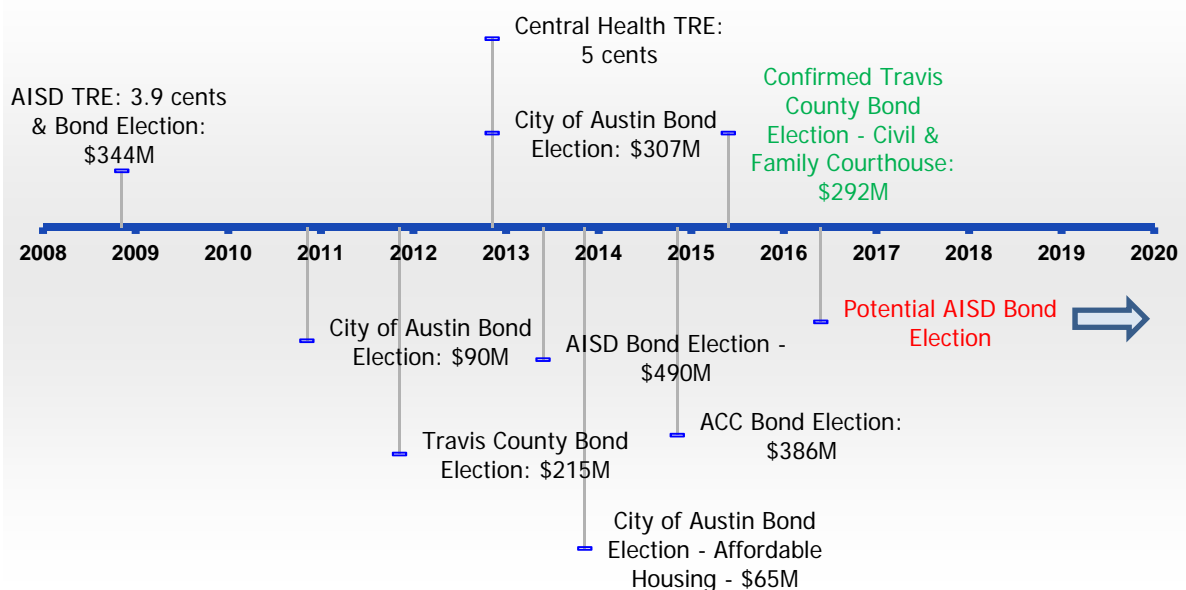 Central Health TRE:
5 cents
AISD TRE: 3.9 cents
& Bond Election:
$344M
City of Austin Bond
Election: $307M
Confirmed Travis
County Bond
Election - Civil &
Family Courthouse:
$292M
2008 2009 2010 2011 2012 2013 2014 2015 2016 2017 2018 2019 2020
City of Austin Bond
Election: $90M
AISD Bond Election -
$490M
Potential AISD Bond
Election
Travis County Bond
Election: $215M
ACC Bond Election:
$386M
City of Austin Bond
Election - Affordable
Housing - $65M